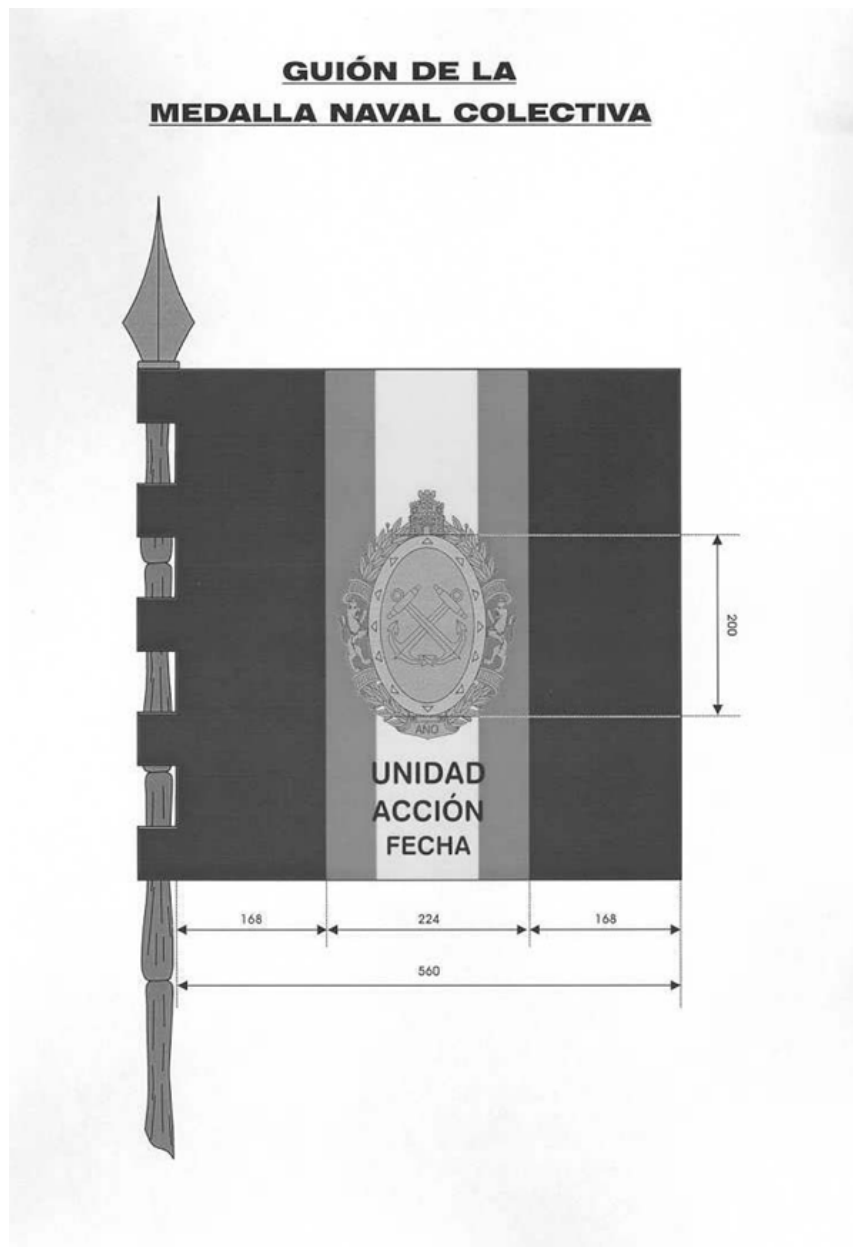 GUIÓN DE LA
MEDALLA NAVAL COLECTIVA
200
AÑO
UNIDAD
ACCIÓN
FECHA
168 224 168
560